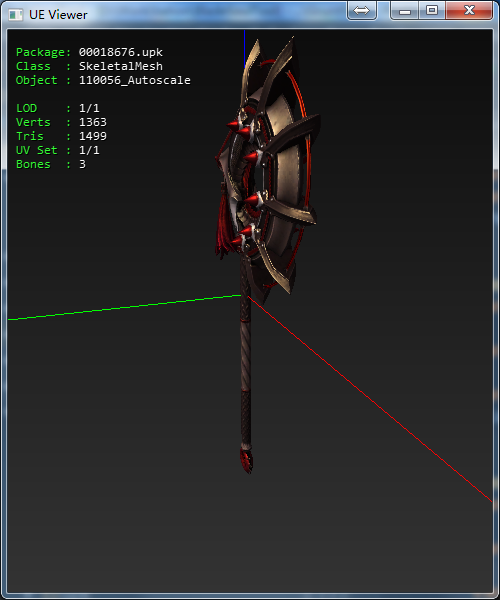 UE Viewer
Package: 00018676.upk
Class  : SkeletalMesh
Object : 110056_Autoscale
LOD    : 1/1
Verts  : 1363
Tris   : 1499
UV Set : 1/1
Bones  : 3